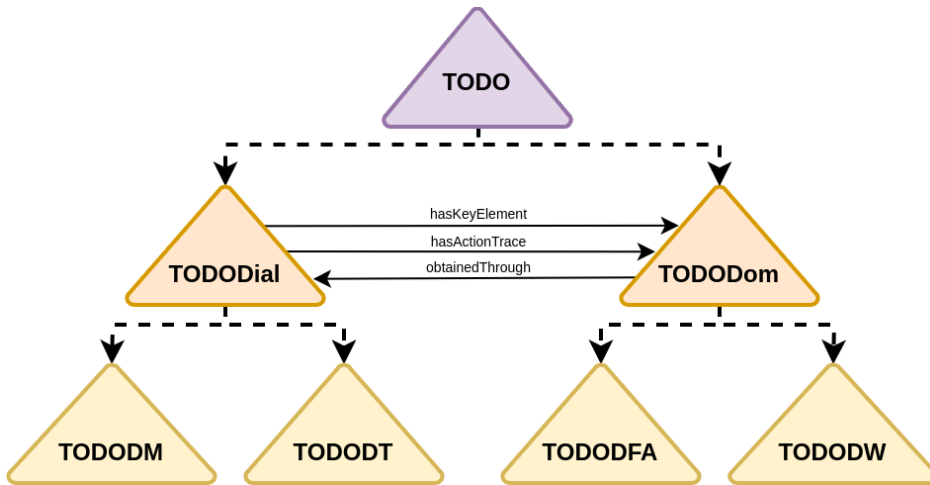 TODO
hasKeyElement
hasActionTrace
obtainedThrough
TODODial
TODODom
TODODM
TODODT
TODODFA
TODODW